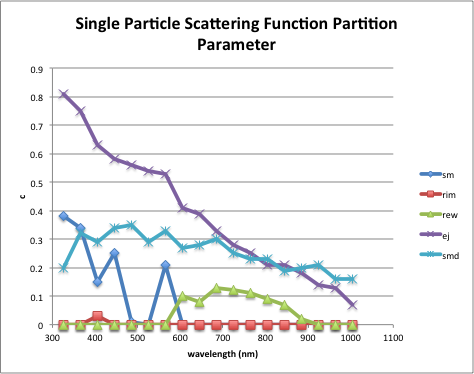 Single Particle Scattering Function Partition
Parameter
0.9
0.8
0.7
0.6
0.5
0.4
0.3
0.2
0.1
0
c
300 400 500 600 700 800 900 1000 1100
wavelength (nm)
sm
rim
rew
ej
smd